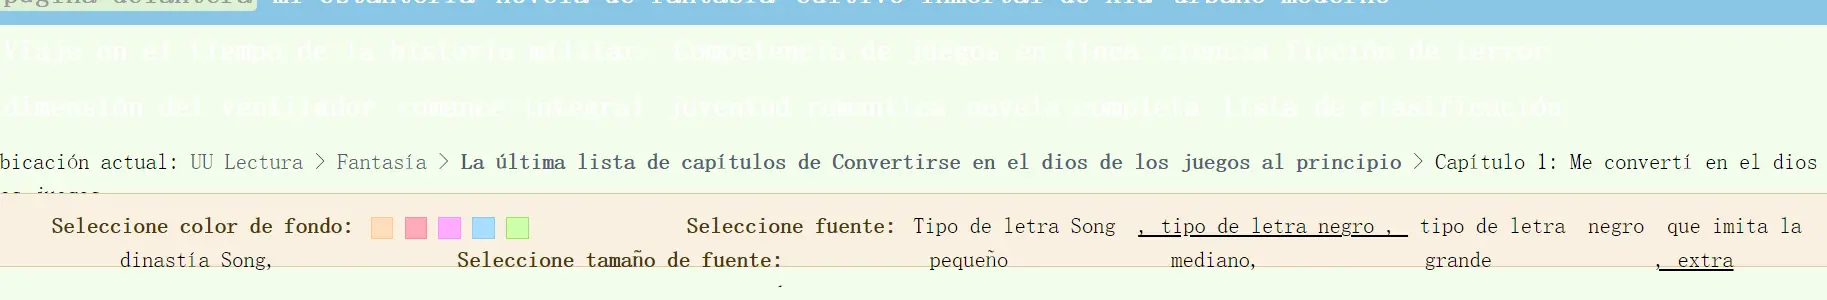 página delantera mi estantería novela de fantasía cultivo inmortal de Xia urbano moderno
Viaje en el tiempo de la historia militar Competencia de juegos en línea ciencia ficción de terror
dimensión del ventilador romance integral juventud romántica novela completa lista de clasificación
bicación actual: UU Lectura > Fantasía > La última lista de capítulos de Convertirse en el dios de los juegos al principio > Capítulo 1: Me convertí en el dios
os juegos
Seleccione color de fondo: Seleccione fuente: Tipo de letra Song , tipo de letra negro , tipo de letra negro que imita la
dinastía Song, Seleccione tamaño de fuente: pequeño mediano, grande , extra